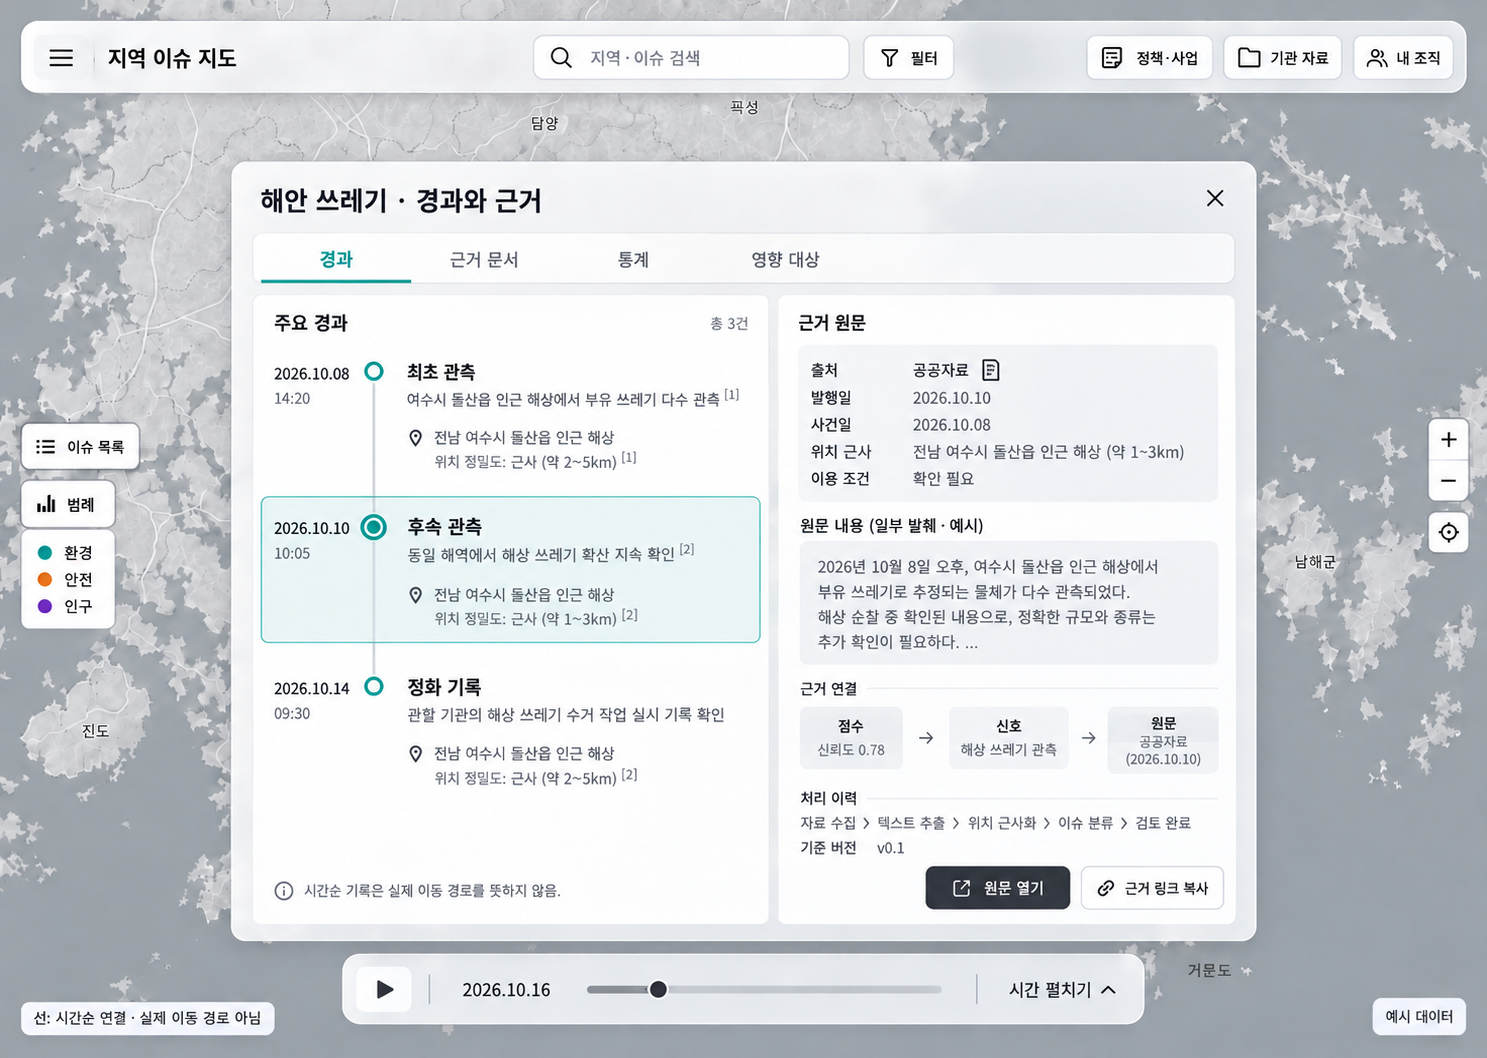 지역 이슈 지도
지역 · 이슈 검색
필터
정책·사업
기관 자료
내 조직
담양
해안 쓰레기 · 경과와 근거
경과
근거 문서
통계
영향 대상
주요 경과
총 3건
2026.10.08
14:20
최초 관측
여수시 돌산읍 인근 해상에서 부유 쓰레기 다수 관측 [1]
전남 여수시 돌산읍 인근 해상
위치 정밀도: 근사 (약 2~5km) [1]
2026.10.10
10:05
후속 관측
동일 해역에서 해상 쓰레기 확산 지속 확인 [2]
전남 여수시 돌산읍 인근 해상
위치 정밀도: 근사 (약 1~3km) [2]
2026.10.14
09:30
정화 기록
관할 기관의 해상 쓰레기 수거 작업 실시 기록 확인
전남 여수시 돌산읍 인근 해상
위치 정밀도: 근사 (약 2~5km) [2]
시간순 기록은 실제 이동 경로를 뜻하지 않음.
근거 원문
출처 공공자료
발행일 2026.10.10
사건일 2026.10.08
위치 근사 전남 여수시 돌산읍 인근 해상 (약 1~3km)
이용 조건 확인 필요
원문 내용 (일부 발췌 · 예시)
2026년 10월 8일 오후, 여수시 돌산읍 인근 해상에서
부유 쓰레기로 추정되는 물체가 다수 관측되었다.
해상 순찰 중 확인된 내용으로, 정확한 규모와 종류는
추가 확인이 필요하다. ...
근거 연결
점수
신뢰도 0.78
→
신호
해상 쓰레기 관측
→
원문
공공자료
(2026.10.10)
처리 이력
자료 수집 > 텍스트 추출 > 위치 근사화 > 이슈 분류 > 검토 완료
기준 버전 v0.1
원문 열기
근거 링크 복사
이슈 목록
범례
환경
안전
인구
진도
남해군
거문도
+
−
2026.10.16
시간 펼치기
선: 시간순 연결 · 실제 이동 경로 아님
예시 데이터